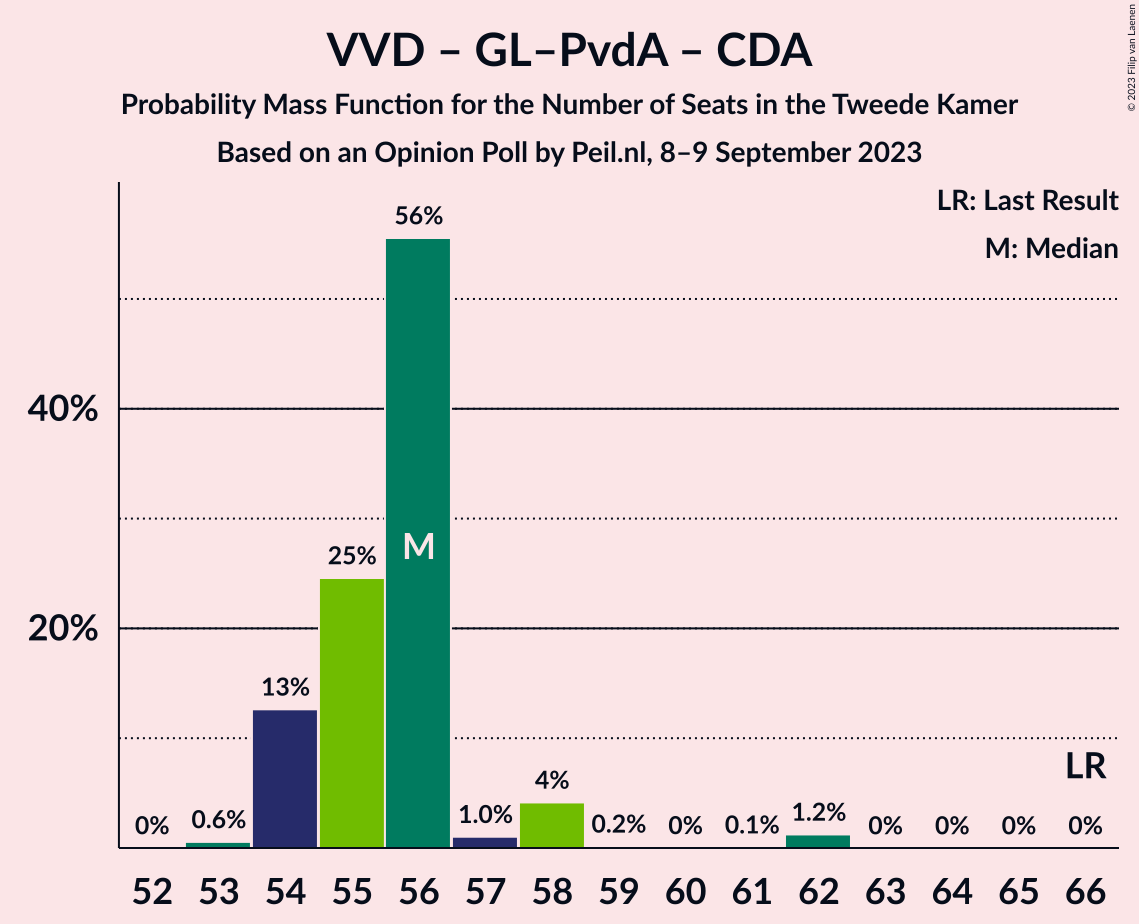 VVD – GL–PvdA – CDA
Probability Mass Function for the Number of Seats in the Tweede Kamer
Based on an Opinion Poll by Peil.nl, 8–9 September 2023
© 2023 Filip van Laenen
LR: Last Result
M: Median
56%
40%
M
25%
20%
13%
LR
4%
0% 0.6% 1.0% 0.2% 0% 0.1% 1.2% 0% 0% 0% 0%
52 53 54 55 56 57 58 59 60 61 62 63 64 65 66